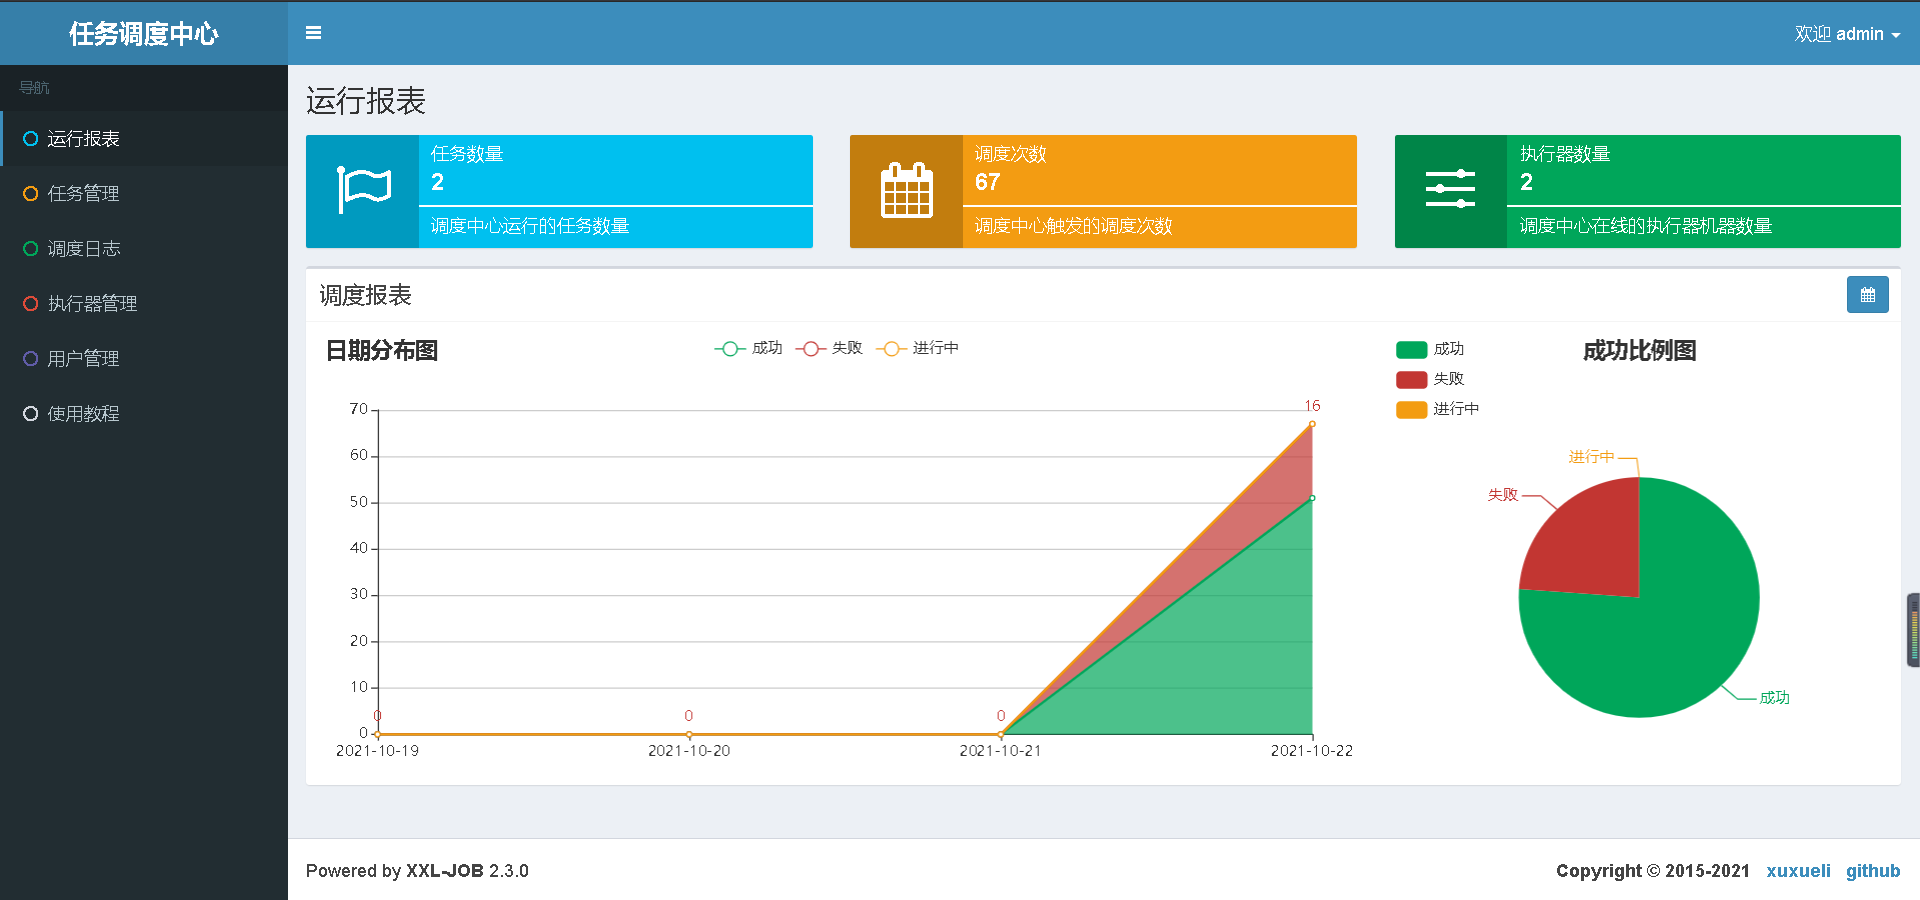 任务调度中心
欢迎 admin
导航
运行报表
任务管理
调度日志
执行器管理
用户管理
使用教程
运行报表
任务数量
2
调度中心运行的任务数量
调度次数
67
调度中心触发的调度次数
执行器数量
2
调度中心在线的执行器机器数量
调度报表
日期分布图
成功 失败 进行中
70
60
50
40
30
20
10
0
16
0 0 0
2021-10-19 2021-10-20 2021-10-21 2021-10-22
成功比例图
成功
失败
进行中
进行中
失败
成功
Powered by XXL-JOB 2.3.0
Copyright © 2015-2021 xuxueli github